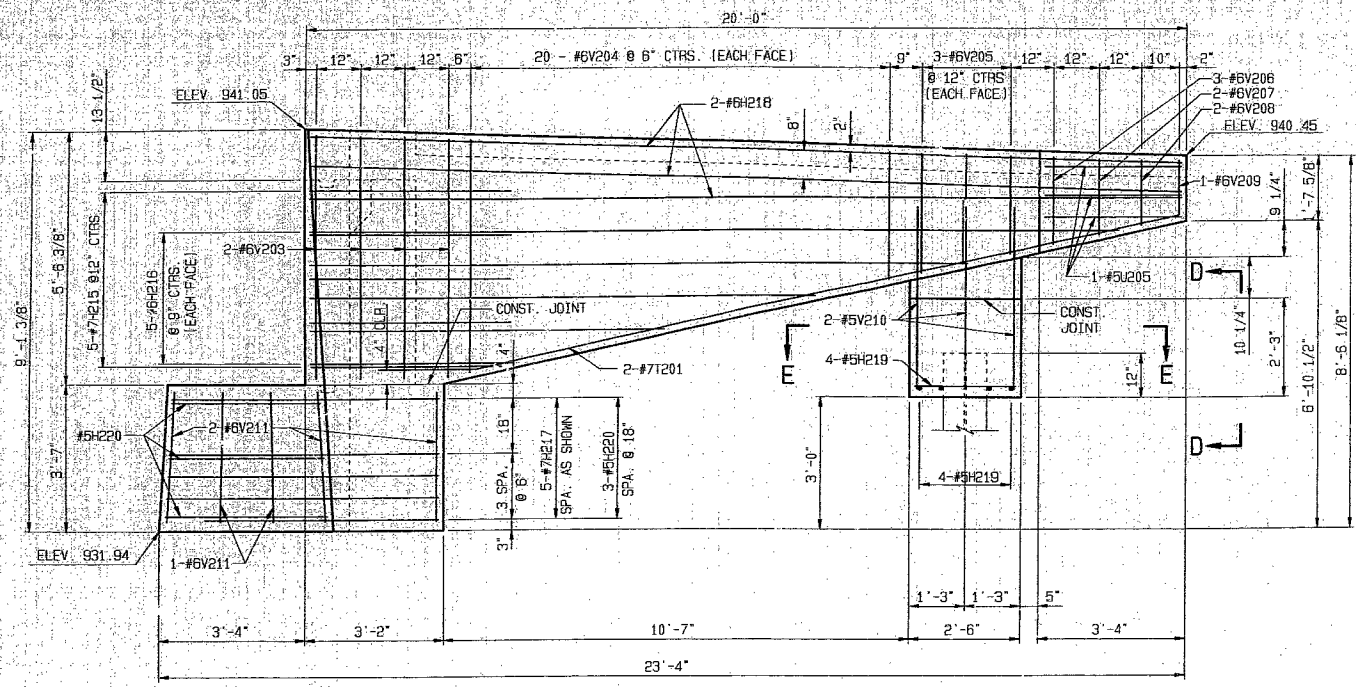 20'-0"
3" 12" 12" 12" 6" 20 - #6V204 @ 6" CTRS. (EACH FACE) 9" 3-#6V205 12" 12" 12" 10" 2"
@ 12" CTRS
(EACH FACE)
3-#6V206
2-#6V207
2-#6V208
ELEV. 941.05
ELEV. 940.45
13 1/2"
2-#6H218
8"
2"
1-#6V209
9 1/4"
1'-7 5/8"
9'-1 3/8"
5'-6 3/8"
5-#7H215 @12" CTRS.
5-#6H216
@ 9" CTRS.
(EACH FACE)
2-#6V203
1-#5U205
D
4" CLR.
CONST. JOINT
2-#5V210
CONST.
JOINT
10 1/4"
2'-3"
6'-10 1/2"
8'-6 1/8"
4"
2-#7T201
4-#5H219
E
E
12"
#5H220
2-#6V211
3'-7"
18"
3 SPA.
@ 6"
5-#7H217
SPA. AS SHOWN
3-#5H220
SPA. @ 18"
3'-0"
4-#5H219
D
3"
ELEV. 931.94
1-#6V211
1'-3" 1'-3" 5"
3'-4" 3'-2" 10'-7" 2'-6" 3'-4"
23'-4"